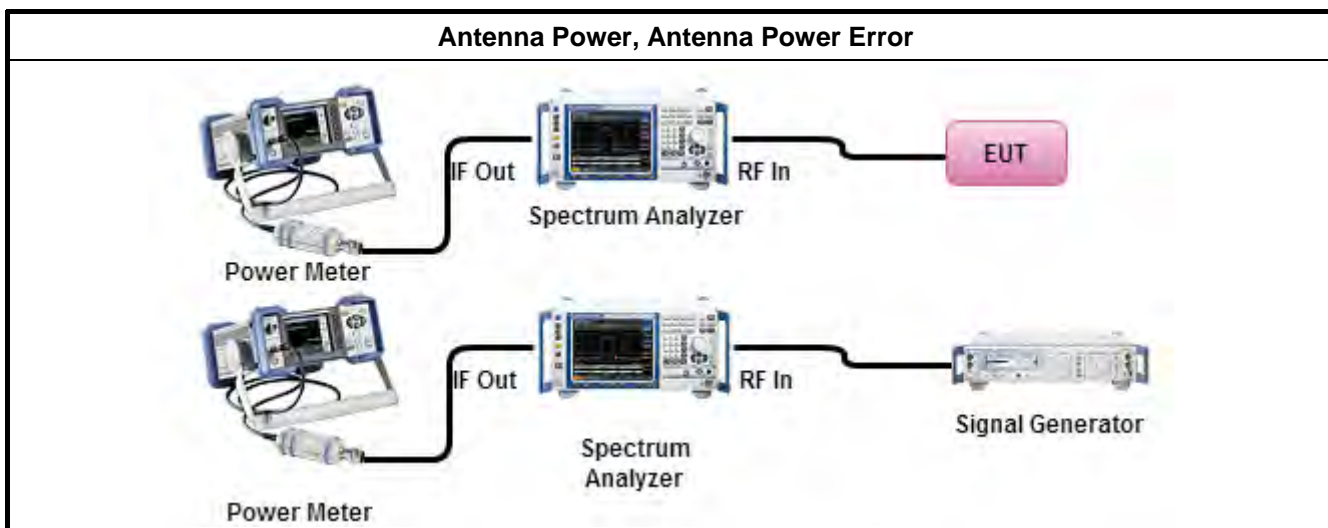 Antenna Power, Antenna Power Error
IF Out
RF In
EUT
Spectrum Analyzer
Power Meter
IF Out
RF In
Signal Generator
Spectrum
Analyzer
Power Meter